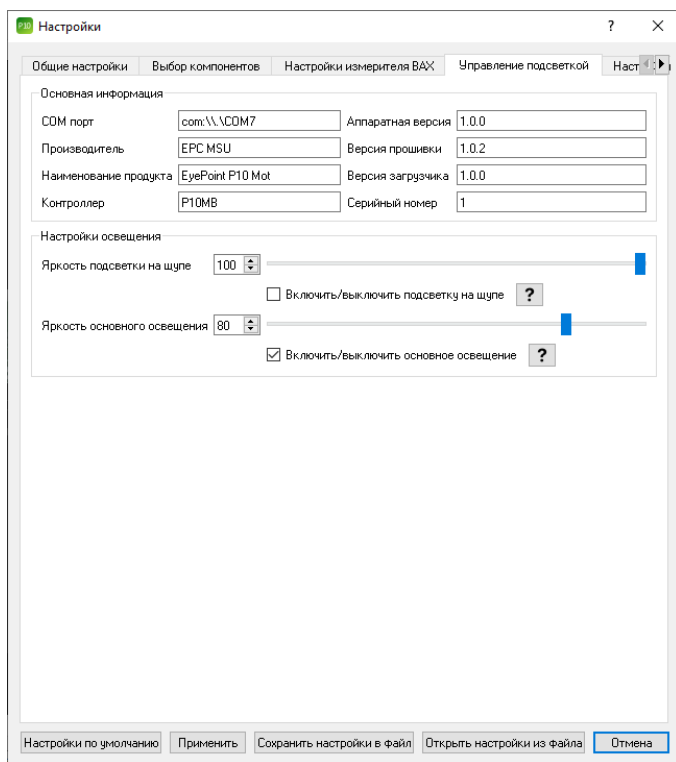 P10 Настройки ? ×
Общие настройки Выбор компонентов Настройки измерителя ВАХ Управление подсветкой Наст
Основная информация
COM порт com:\\.\COM7 Аппаратная версия 1.0.0
Производитель EPC MSU Версия прошивки 1.0.2
Наименование продукта EyePoint P10 Mot Версия загрузчика 1.0.0
Контроллер P10MB Серийный номер 1
Настройки освещения
Яркость подсветки на щупе 100
Включить/выключить подсветку на щупе ?
Яркость основного освещения 80
Включить/выключить основное освещение ?
Настройки по умолчанию Применить Сохранить настройки в файл Открыть настройки из файла Отмена